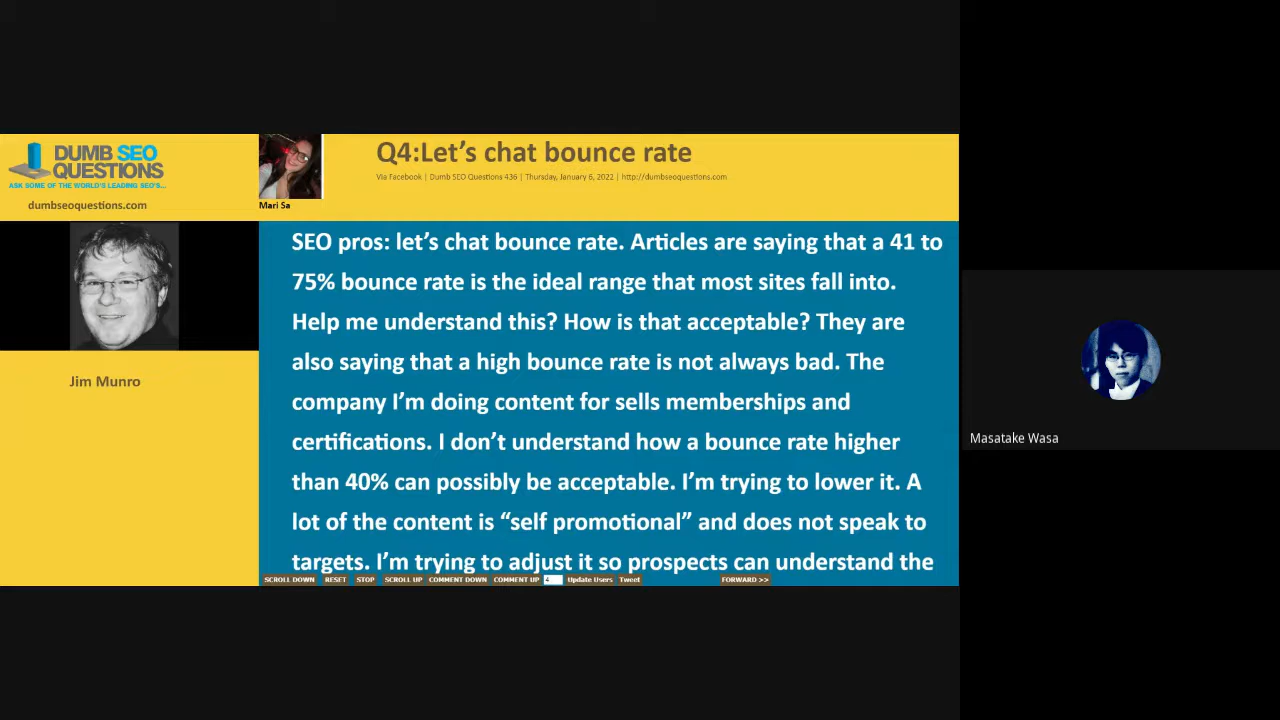 DUMB SEO
QUESTIONS
ASK SOME OF THE WORLD'S LEADING SEO'S...
dumbseoquestions.com
Mari Sa
Q4:Let's chat bounce rate
Via Facebook | Dumb SEO Questions 436 | Thursday, January 6, 2022 | http://dumbseoquestions.com
Jim Munro
SEO pros: let's chat bounce rate. Articles are saying that a 41 to
75% bounce rate is the ideal range that most sites fall into.
Help me understand this? How is that acceptable? They are
also saying that a high bounce rate is not always bad. The
company I'm doing content for sells memberships and
certifications. I don't understand how a bounce rate higher
than 40% can possibly be acceptable. I'm trying to lower it. A
lot of the content is “self promotional” and does not speak to
targets. I'm trying to adjust it so prospects can understand the
SCROLL DOWN RESET STOP SCROLL UP COMMENT DOWN COMMENT UP 4 Update Users Tweet FORWARD >>
Masatake Wasa